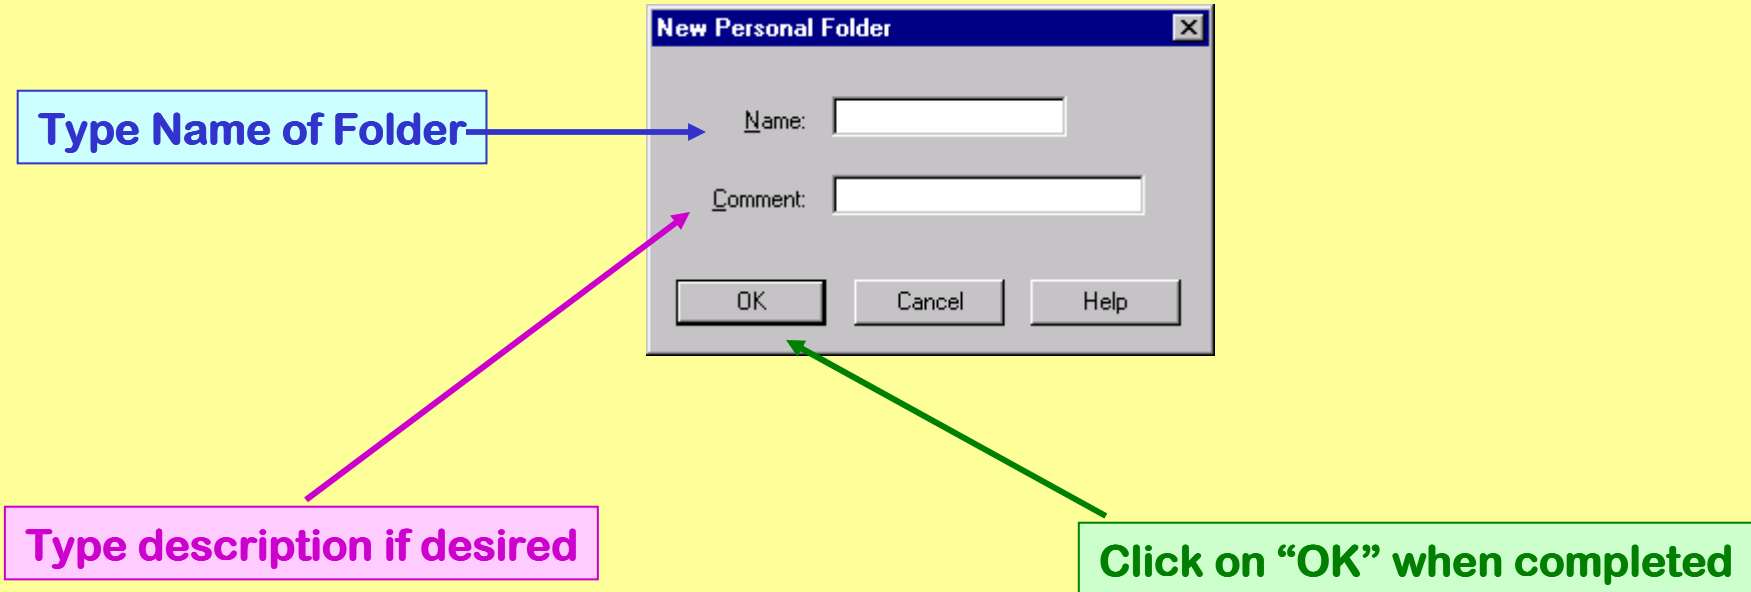 New Personal Folder
Type Name of Folder
Name:
Comment:
OK Cancel Help
Type description if desired
Click on “OK” when completed